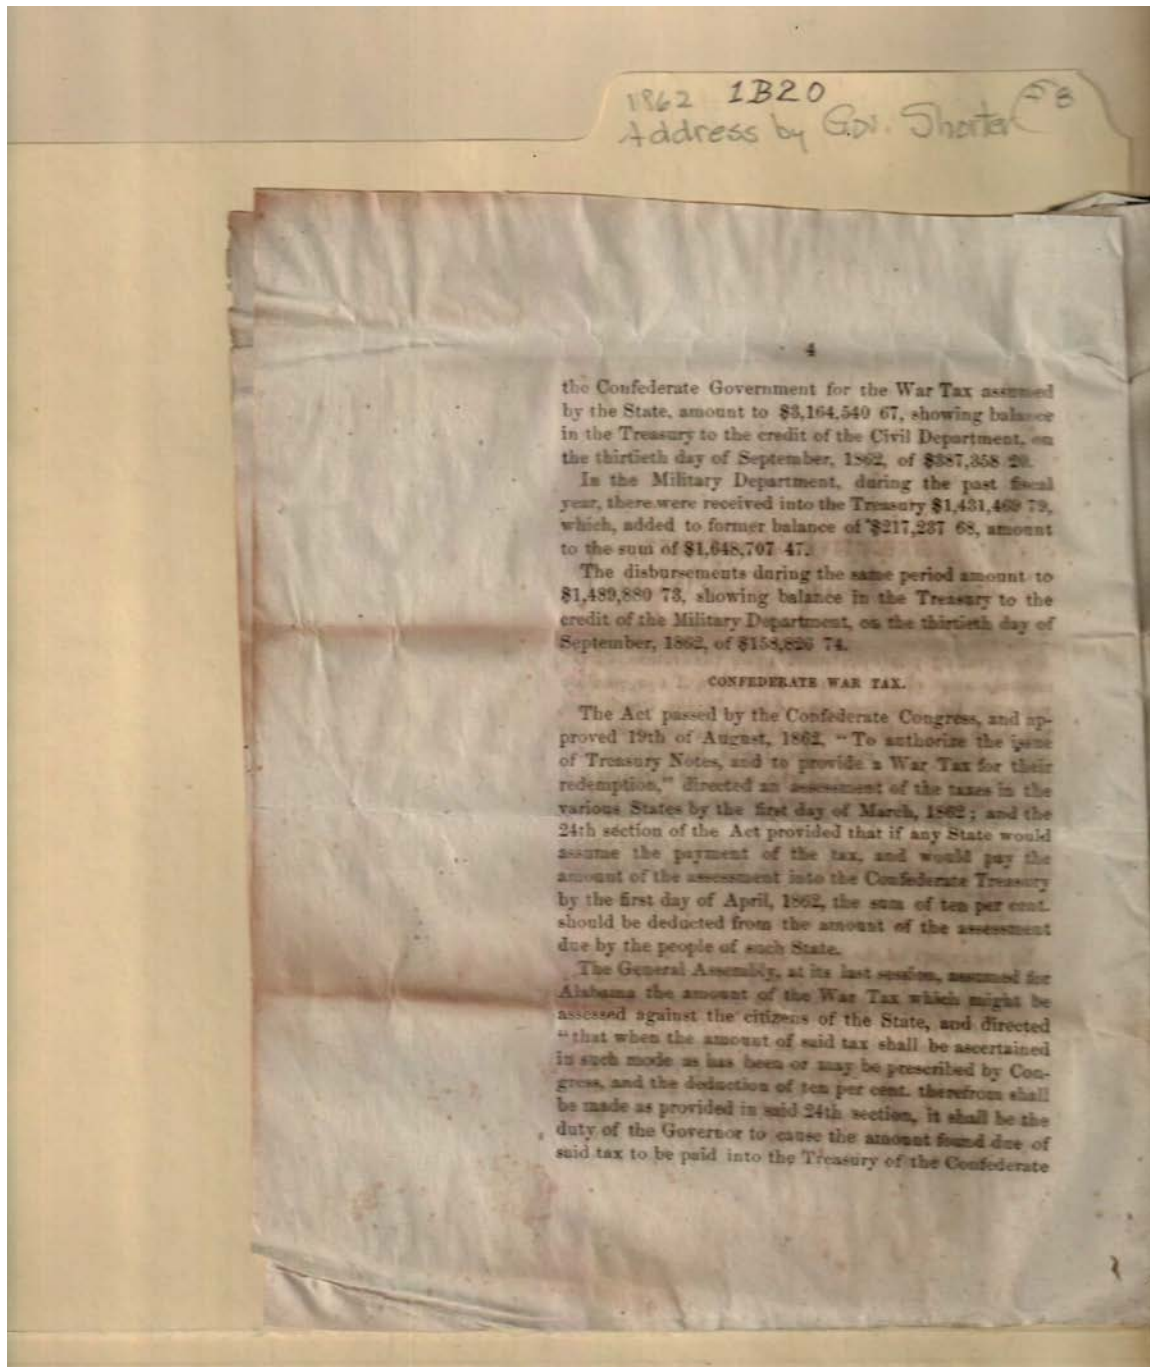 1862 1B20 58
Address by Gov. Shorter
4
the Confederate Government for the War Tax assumed
by the State, amount to $3,164,540 67, showing balance
in the Treasury to the credit of the Civil Department, on
the thirtieth day of September, 1862, of $387,358 20.
In the Military Department, during the past fiscal
year, there were received into the Treasury $1,431,469 79,
which, added to former balance of $217,237 68, amount
to the sum of $1,648,707 47.
The disbursements during the same period amount to
$1,489,880 73, showing balance in the Treasury to the
credit of the Military Department, on the thirtieth day of
September, 1862, of $158,826 74.
CONFEDERATE WAR TAX.
The Act passed by the Confederate Congress, and ap-
proved 19th of August, 1862, "To authorize the issue
of Treasury Notes, and to provide a War Tax for their
redemption," directed an assessment of the taxes in the
various States by the first day of March, 1862; and the
24th section of the Act provided that if any State would
assume the payment of the tax, and would pay the
amount of the assessment into the Confederate Treasury
by the first day of April, 1862, the sum of ten per cent.
should be deducted from the amount of the assessment
due by the people of such State.
The General Assembly, at its last session, assumed for
Alabama the amount of the War Tax which might be
assessed against the citizens of the State, and directed
"that when the amount of said tax shall be ascertained
in such mode as has been or may be prescribed by Con-
gress, and the deduction of ten per cent. therefrom shall
be made as provided in said 24th section, it shall be the
duty of the Governor to cause the amount found due of
said tax to be paid into the Treasury of the Confederate